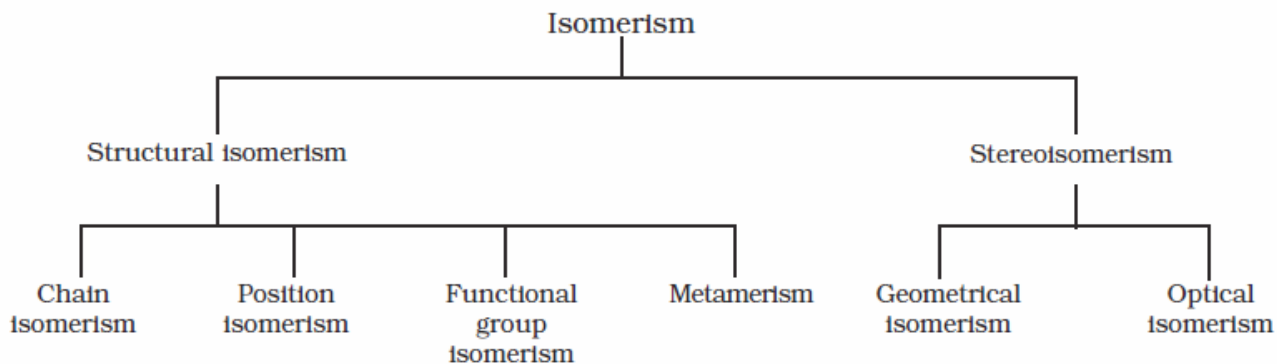 Isomerism
Structural isomerism
Stereoisomerism
Chain
isomerism
Position
isomerism
Functional
group
isomerism
Metamerism
Geometrical
isomerism
Optical
isomerism